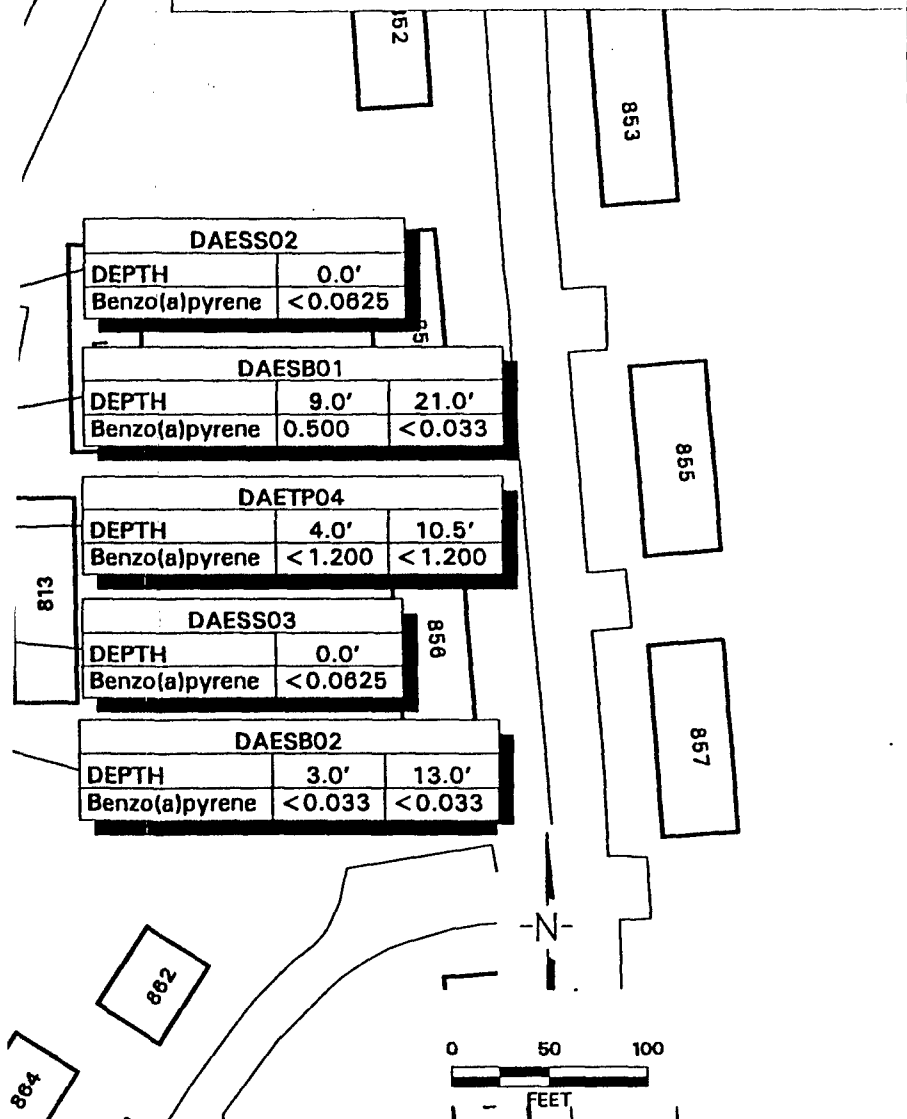 853
DAESS02
DEPTH 0.0'
Benzo(a)pyrene <0.0625
DAESB01
DEPTH 9.0' 21.0'
Benzo(a)pyrene 0.500 <0.033
855
DAETP04
DEPTH 4.0' 10.5'
Benzo(a)pyrene <1.200 <1.200
813
DAESS03
DEPTH 0.0'
Benzo(a)pyrene <0.0625
856
DAESB02
DEPTH 3.0' 13.0'
Benzo(a)pyrene <0.033 <0.033
857
-N-
862
864
0 50 100
FEET